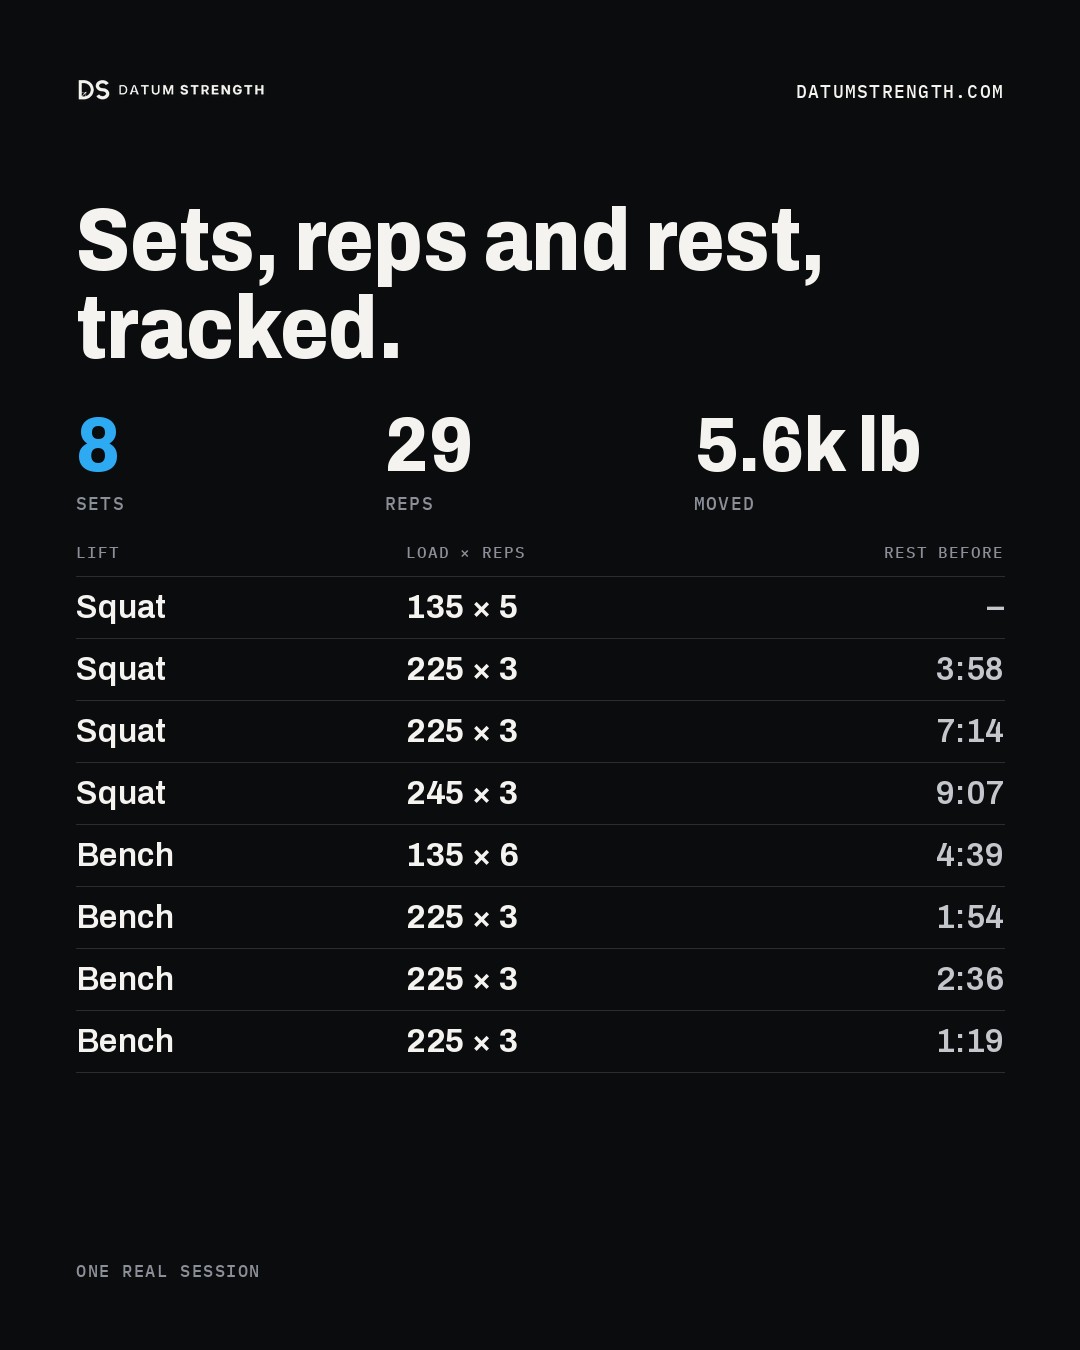 DS DATUM STRENGTH
DATUMSTRENGTH.COM
Sets, reps and rest,
tracked.
8 29 5.6k lb
SETS REPS MOVED
LIFT LOAD × REPS REST BEFORE
Squat 135 × 5 –
Squat 225 × 3 3:58
Squat 225 × 3 7:14
Squat 245 × 3 9:07
Bench 135 × 6 4:39
Bench 225 × 3 1:54
Bench 225 × 3 2:36
Bench 225 × 3 1:19
ONE REAL SESSION